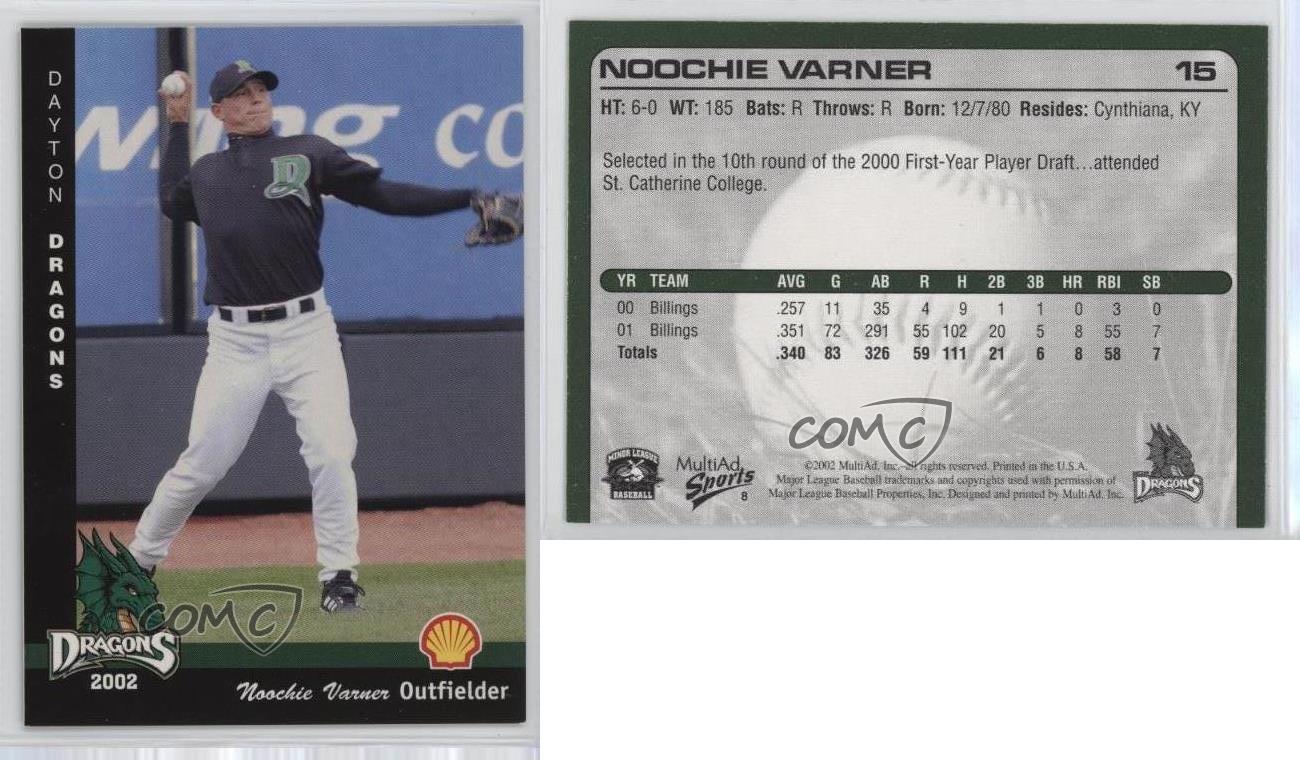 DAYTON DRAGONS
wing co
D
COMC
DRAGONS
2002
Noochie Varner Outfielder
NOOCHIE VARNER 15
HT: 6-0 WT: 185 Bats: R Throws: R Born: 12/7/80 Resides: Cynthiana, KY
Selected in the 10th round of the 2000 First-Year Player Draft...attended
St. Catherine College.
YR TEAM AVG G AB R H 2B 3B HR RBI SB
00 Billings .257 11 35 4 9 1 1 0 3 0
01 Billings .351 72 291 55 102 20 5 8 55 7
Totals .340 83 326 59 111 21 6 8 58 7
COMC
MINOR LEAGUE
BASEBALL
MultiAd
Sports
8
©2002 MultiAd, Inc. all rights reserved. Printed in the U.S.A.
Major League Baseball trademarks and copyrights used with permission of
Major League Baseball Properties, Inc. Designed and printed by MultiAd, Inc.
DRAGONS